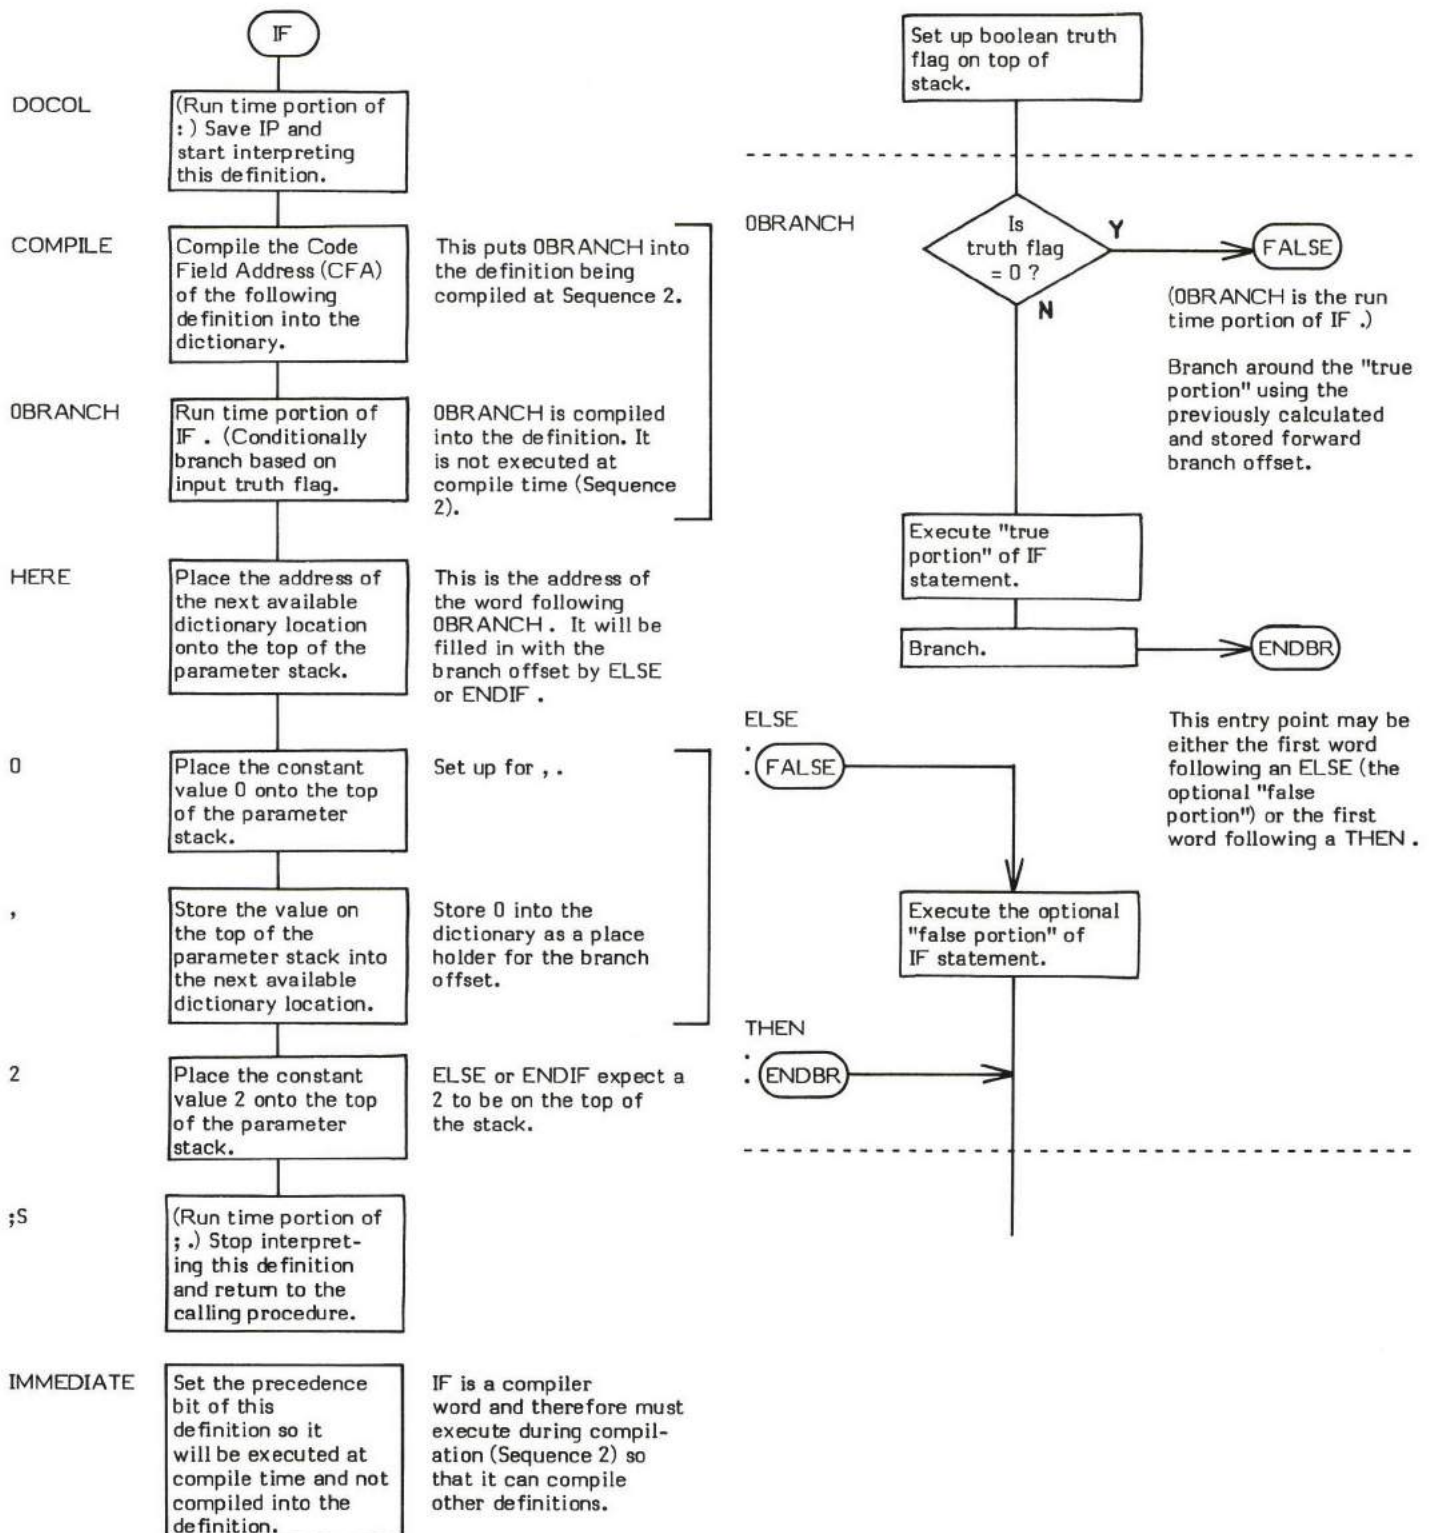 IF
DOCOL
(Run time portion of
: ) Save IP and
start interpreting
this definition.
COMPILE
Compile the Code
Field Address (CFA)
of the following
definition into the
dictionary.
This puts 0BRANCH into
the definition being
compiled at Sequence 2.
0BRANCH
Run time portion of
IF . (Conditionally
branch based on
input truth flag.
0BRANCH is compiled
into the definition. It
is not executed at
compile time (Sequence
2).
HERE
Place the address of
the next available
dictionary location
onto the top of the
parameter stack.
This is the address of
the word following
0BRANCH . It will be
filled in with the
branch offset by ELSE
or ENDIF .
0
Place the constant
value 0 onto the top
of the parameter
stack.
Set up for , .
,
Store the value on
the top of the
parameter stack into
the next available
dictionary location.
Store 0 into the
dictionary as a place
holder for the branch
offset.
2
Place the constant
value 2 onto the top
of the parameter
stack.
ELSE or ENDIF expect a
2 to be on the top of
the stack.
;S
(Run time portion of
; .) Stop interpret-
ing this definition
and return to the
calling procedure.
IMMEDIATE
Set the precedence
bit of this
definition so it
will be executed at
compile time and not
compiled into the
definition.
IF is a compiler
word and therefore must
execute during compil-
ation (Sequence 2) so
that it can compile
other definitions.
Set up boolean truth
flag on top of
stack.
0BRANCH
Is
truth flag
= 0 ?
Y
N
FALSE
(0BRANCH is the run
time portion of IF .)
Branch around the "true
portion" using the
previously calculated
and stored forward
branch offset.
Execute "true
portion" of IF
statement.
Branch.
ENDBR
ELSE
: FALSE
This entry point may be
either the first word
following an ELSE (the
optional "false
portion") or the first
word following a THEN .
Execute the optional
"false portion" of
IF statement.
THEN
: ENDBR